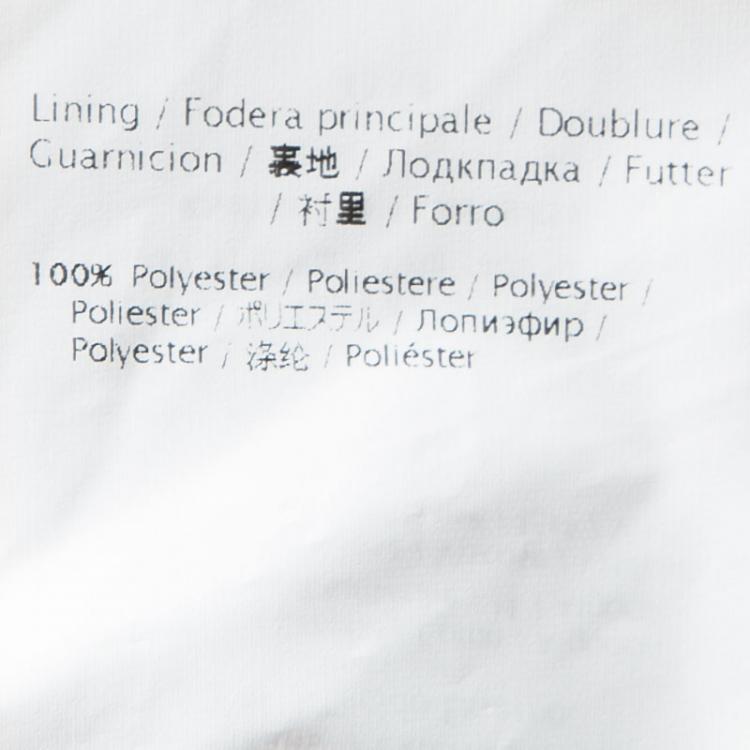 Lining / Fodera principale / Doublure /
Guarnicion / 裏地 / Лодкладка / Futter
/ 衬里 / Forro
100% Polyester / Poliestere / Polyester /
Poliester / ポリエステル / Лопиэфир /
Polyester / 涤纶 / Poliéster